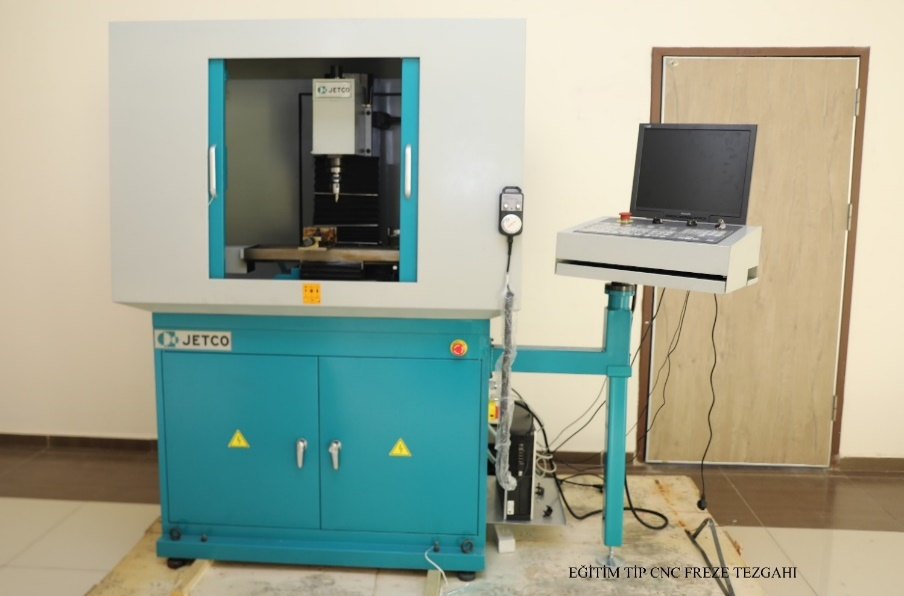 JETCO
JETCO
EĞİTİM TİP CNC FREZE TEZGAHI